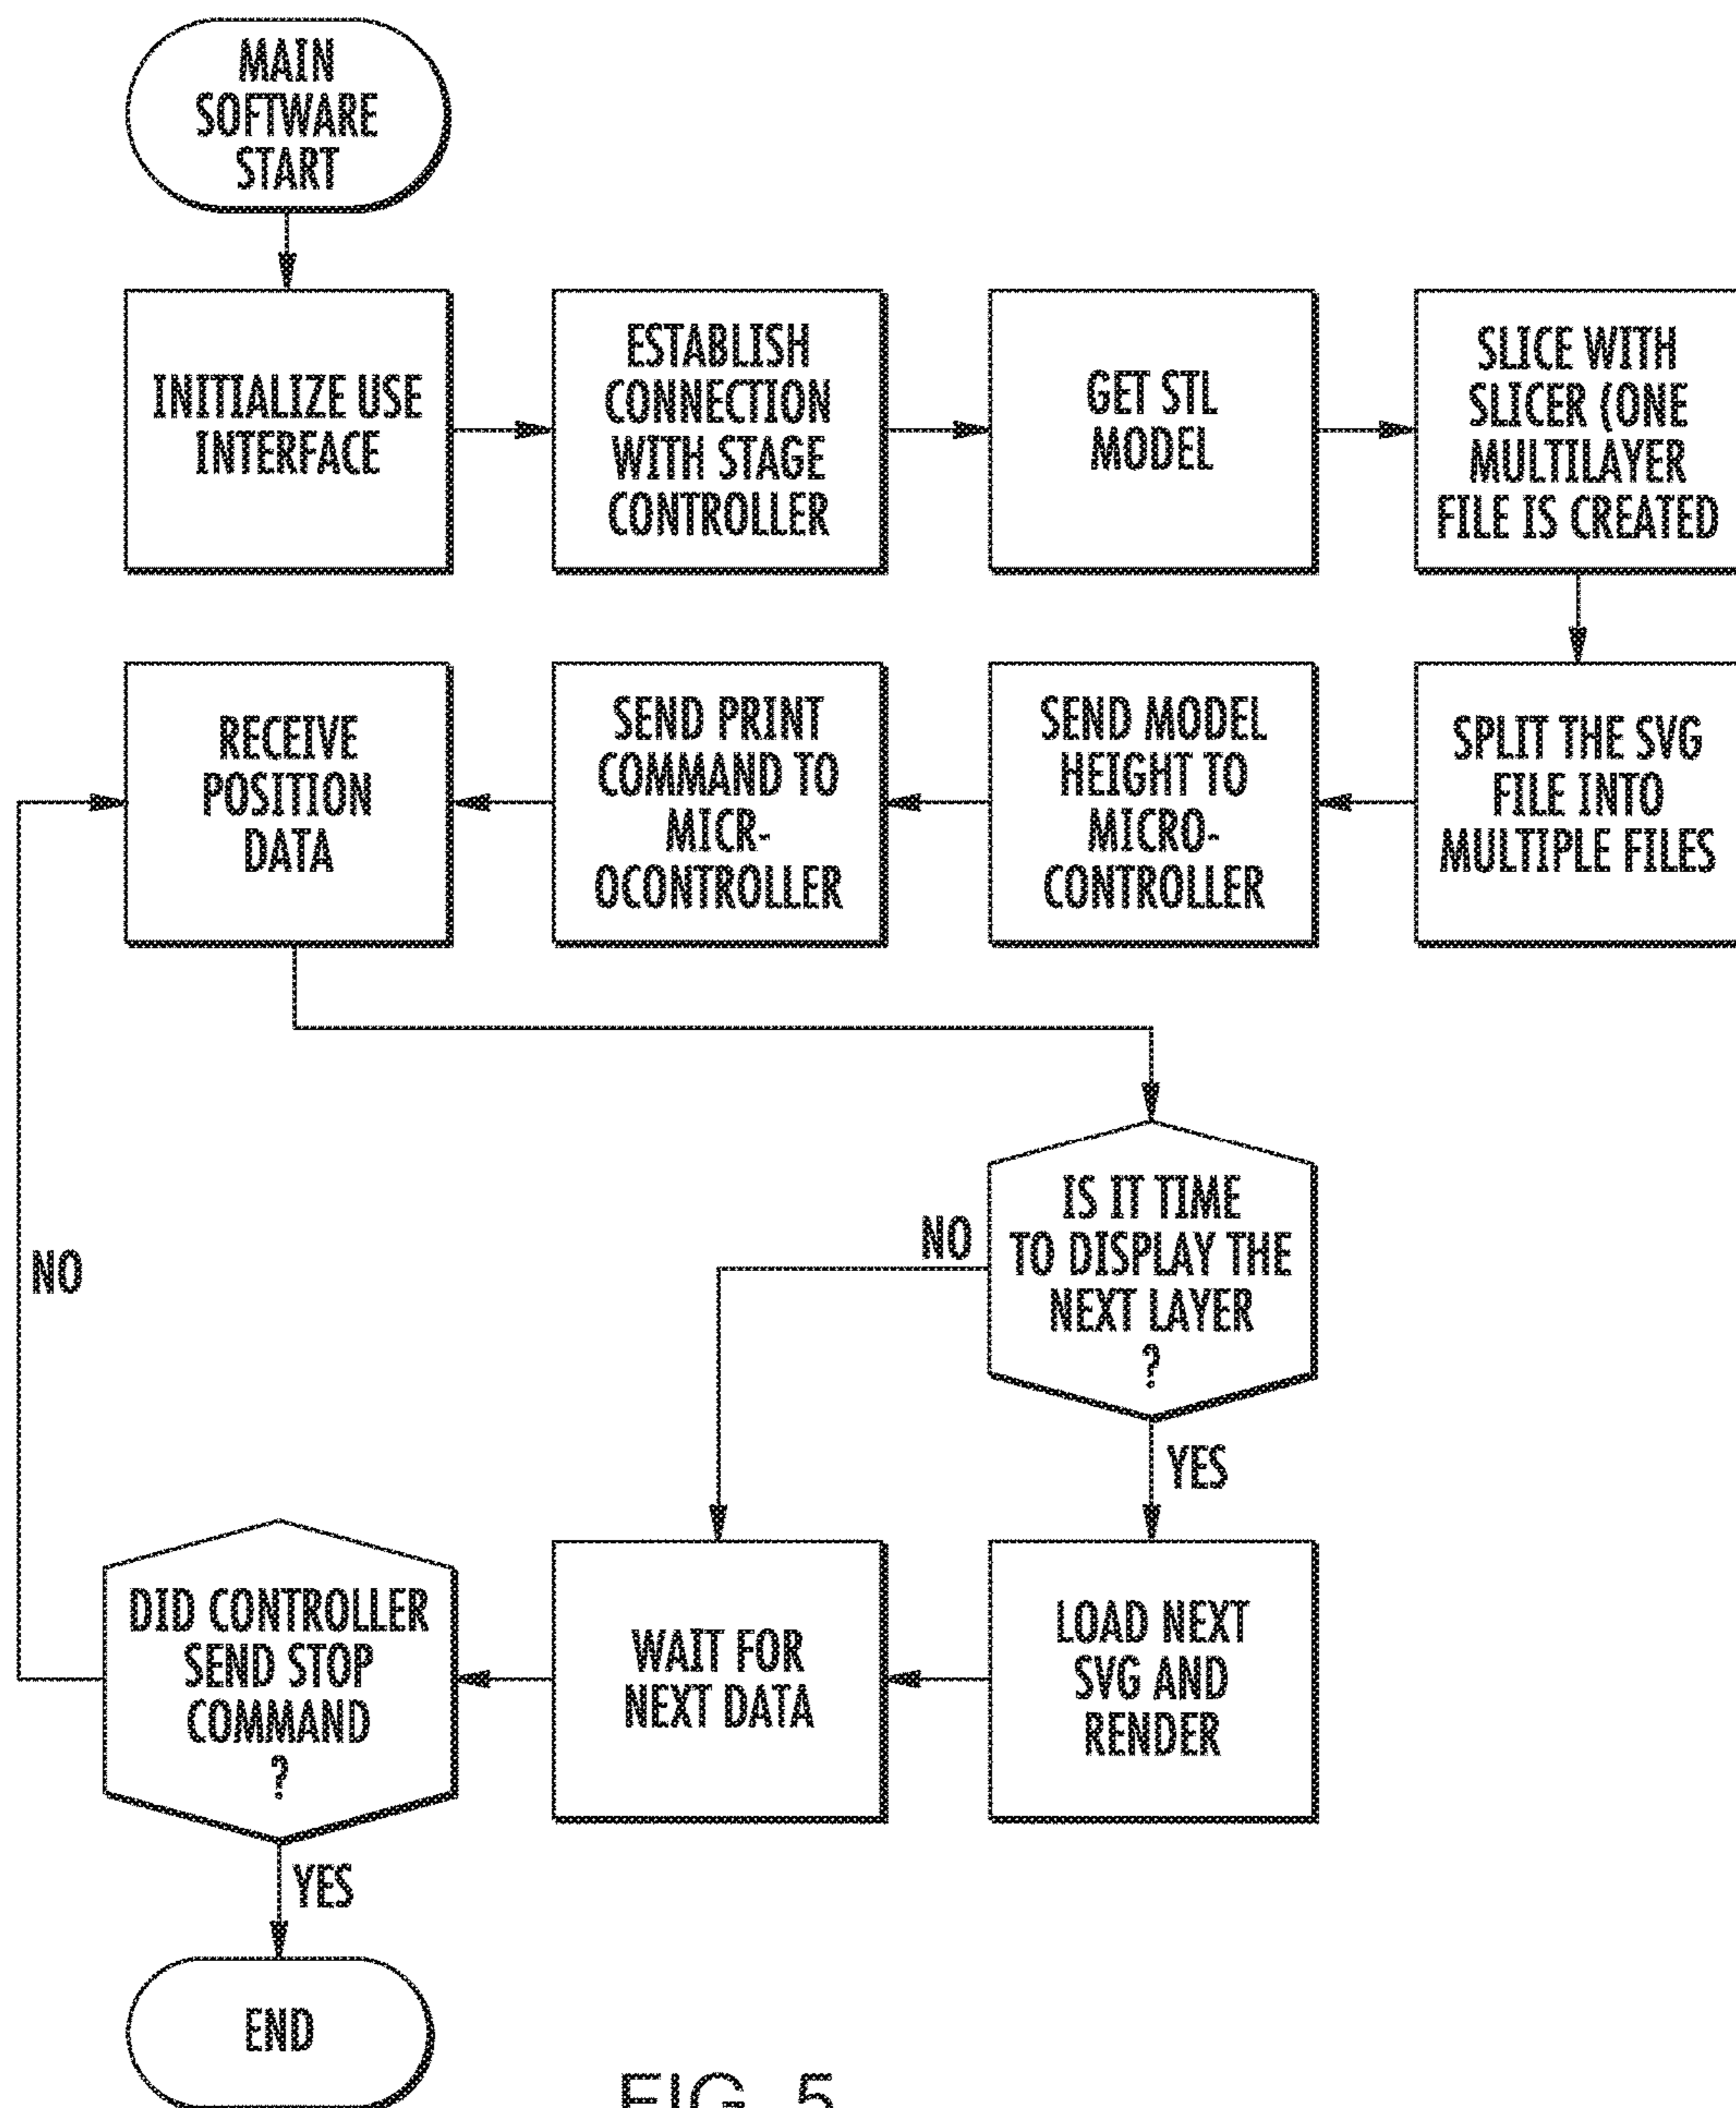 MAIN
SOFTWARE
START
INITIALIZE USE
INTERFACE
ESTABLISH
CONNECTION
WITH STAGE
CONTROLLER
GET STL
MODEL
SLICE WITH
SLICER (ONE
MULTILAYER
FILE IS CREATED
SPLIT THE SVG
FILE INTO
MULTIPLE FILES
SEND MODEL
HEIGHT TO
MICRO-
CONTROLLER
SEND PRINT
COMMAND TO
MICR-
OCONTROLLER
RECEIVE
POSITION
DATA
IS IT TIME
TO DISPLAY THE
NEXT LAYER
?
NO
YES
LOAD NEXT
SVG AND
RENDER
WAIT FOR
NEXT DATA
DID CONTROLLER
SEND STOP
COMMAND
?
NO
YES
END
FIG. 5